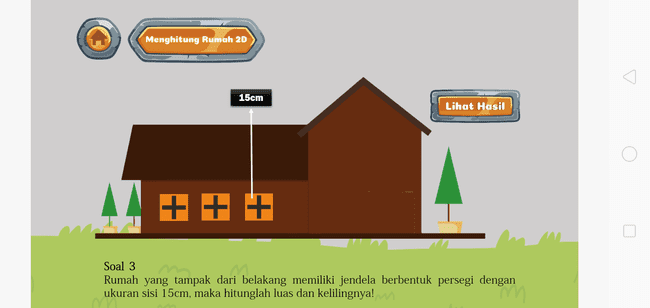 Menghitung Rumah 2D
15cm
Lihat Hasil
Soal 3
Rumah yang tampak dari belakang memiliki jendela berbentuk persegi dengan
ukuran sisi 15cm, maka hitunglah luas dan kelilingnya!